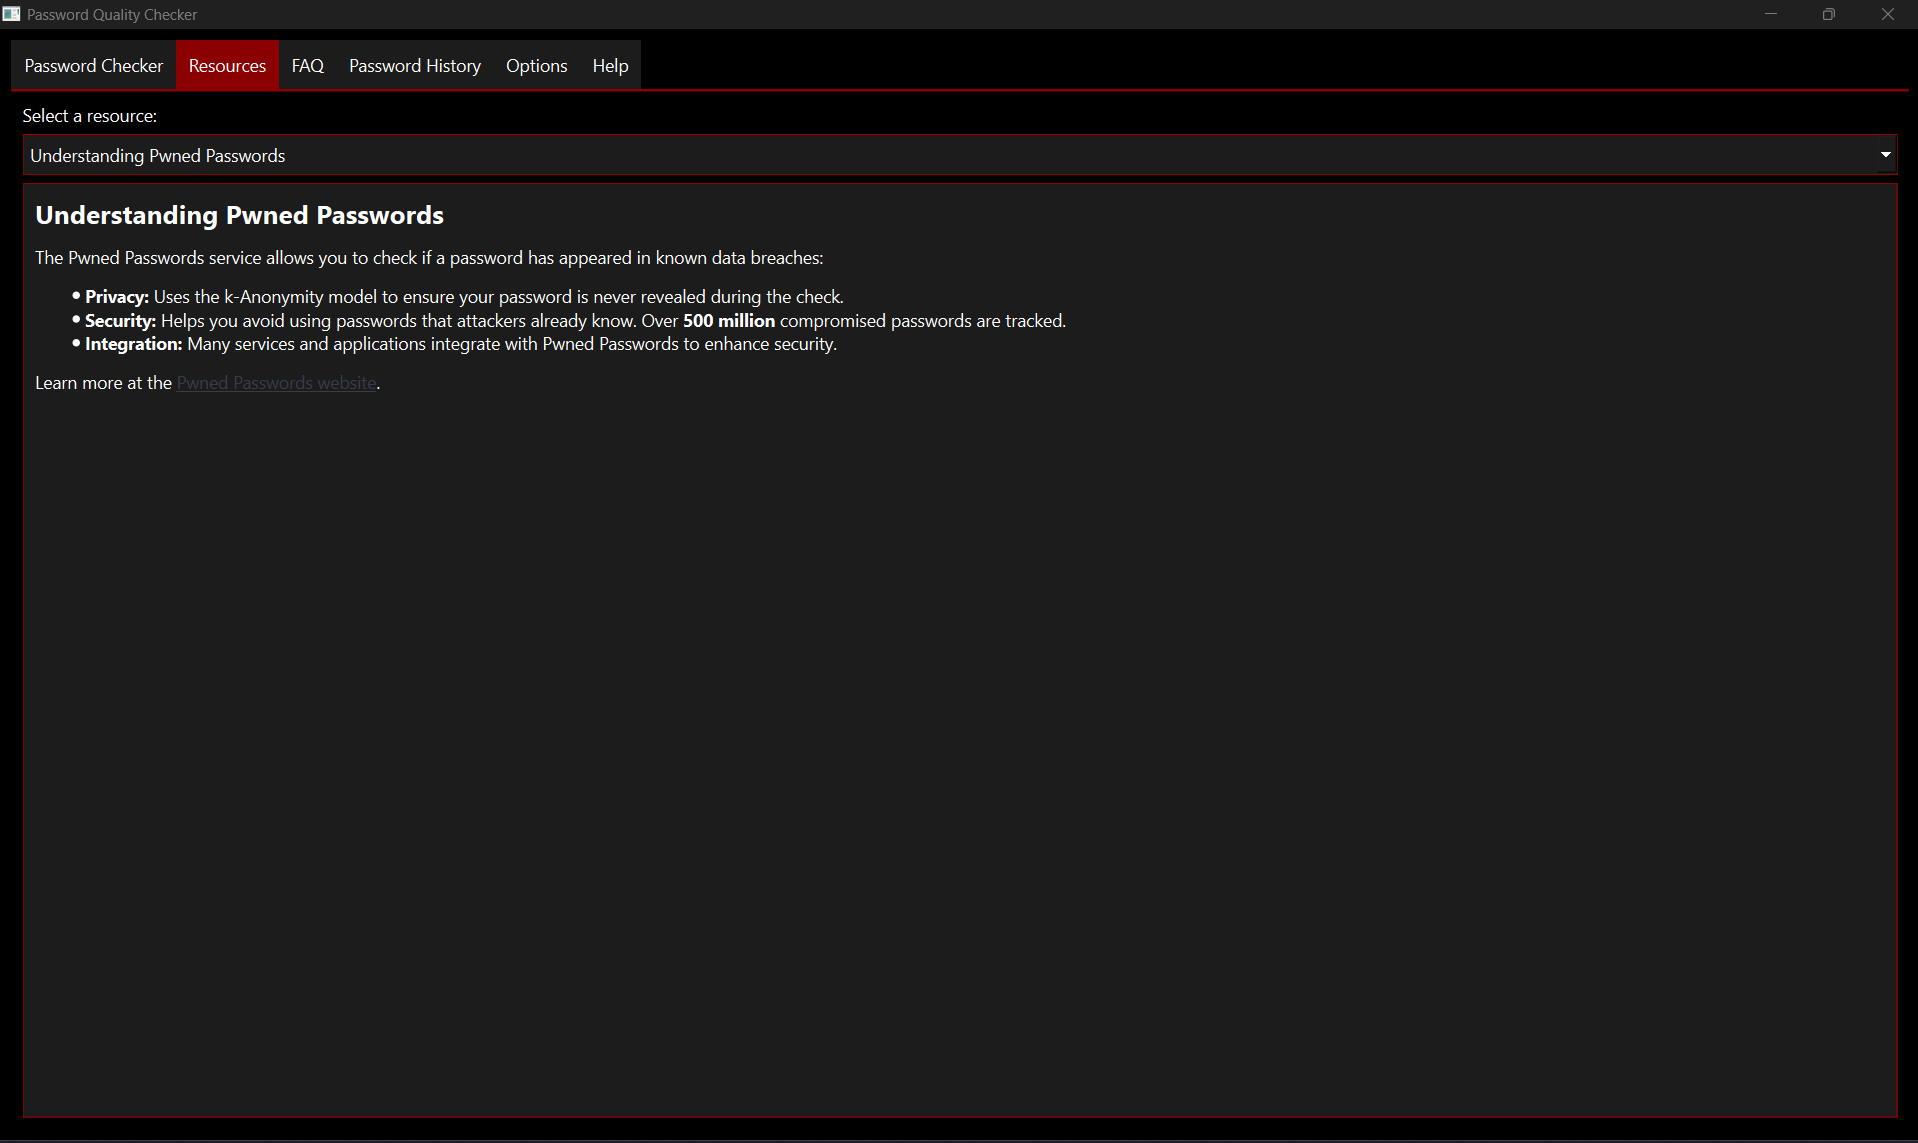 Password Quality Checker
Password Checker Resources FAQ Password History Options Help
Select a resource:
Understanding Pwned Passwords
Understanding Pwned Passwords
The Pwned Passwords service allows you to check if a password has appeared in known data breaches:
• Privacy: Uses the k-Anonymity model to ensure your password is never revealed during the check.
• Security: Helps you avoid using passwords that attackers already know. Over 500 million compromised passwords are tracked.
• Integration: Many services and applications integrate with Pwned Passwords to enhance security.
Learn more at the Pwned Passwords website.